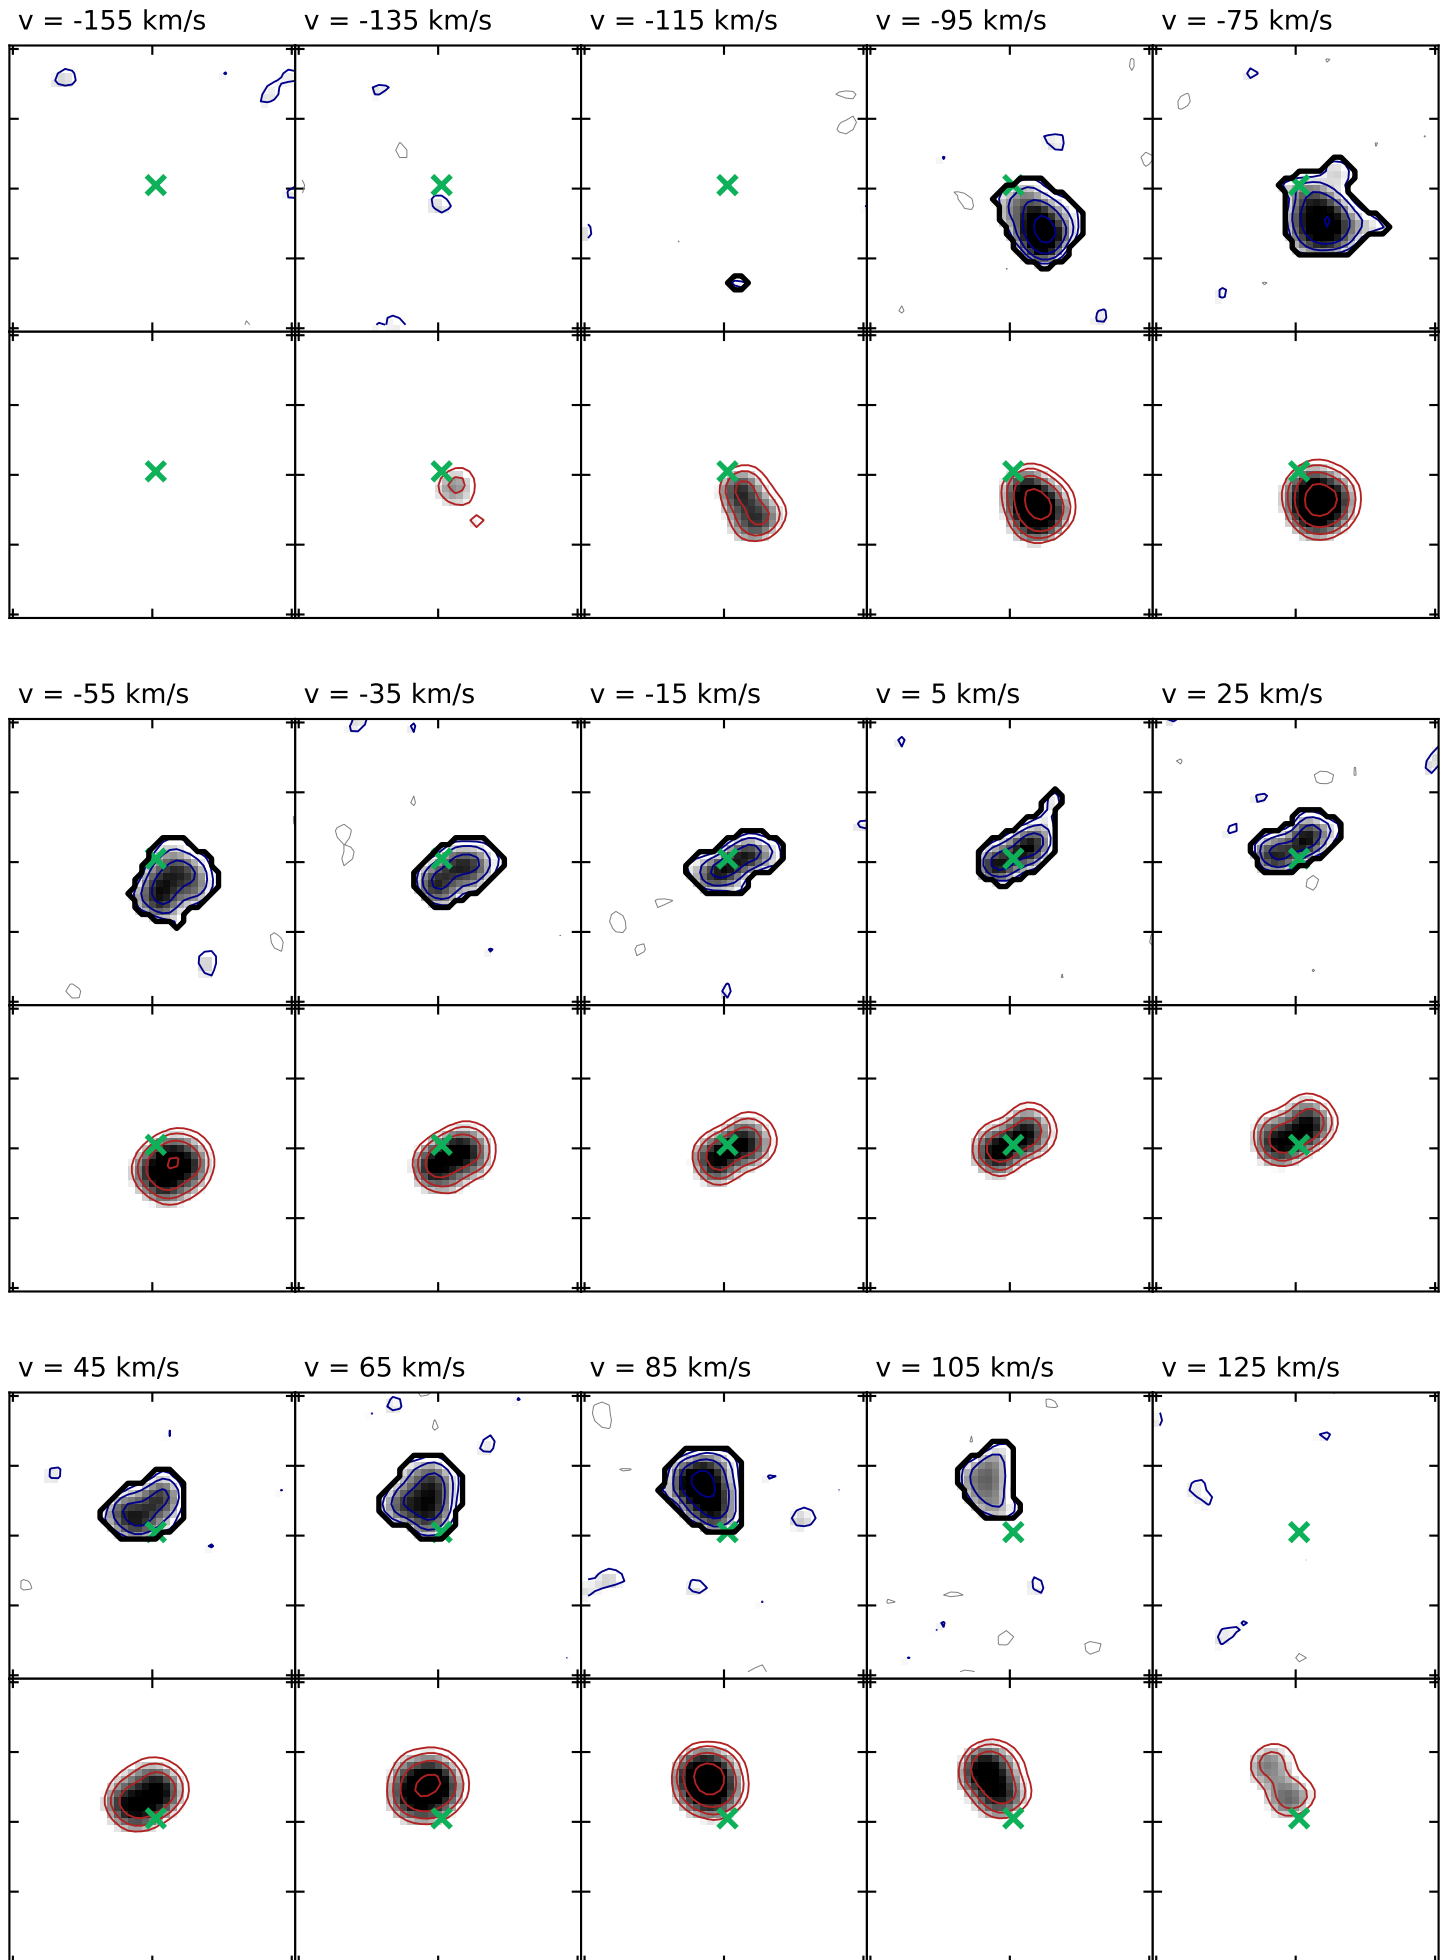 v = -155 km/s v = -135 km/s v = -115 km/s v = -95 km/s v = -75 km/s
v = -55 km/s v = -35 km/s v = -15 km/s v = 5 km/s v = 25 km/s
v = 45 km/s v = 65 km/s v = 85 km/s v = 105 km/s v = 125 km/s